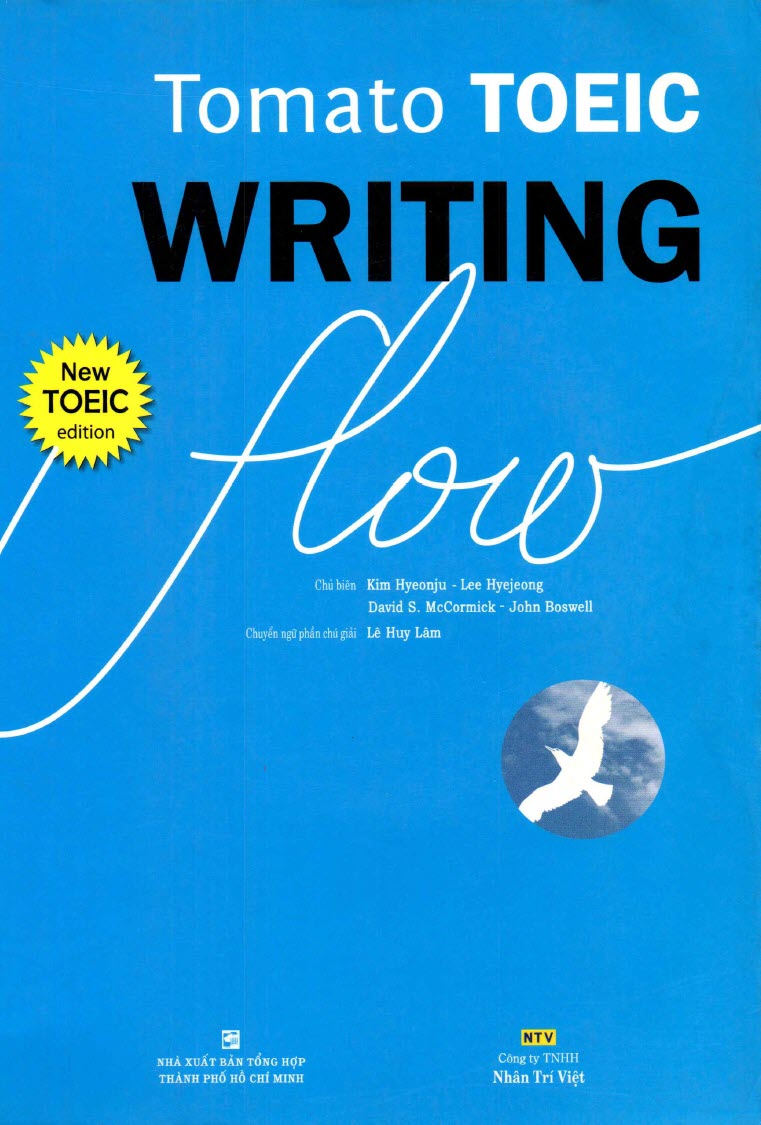 Tomato TOEIC
WRITING
flow
New
TOEIC
edition
Chủ biên Kim Hyeonju - Lee Hyejeong
David S. McCormick - John Boswell
Chuyển ngữ phần chú giải Lê Huy Lâm
NHÀ XUẤT BẢN TỔNG HỢP
THÀNH PHỐ HỒ CHÍ MINH
NTV
Công ty TNHH
Nhân Trí Việt